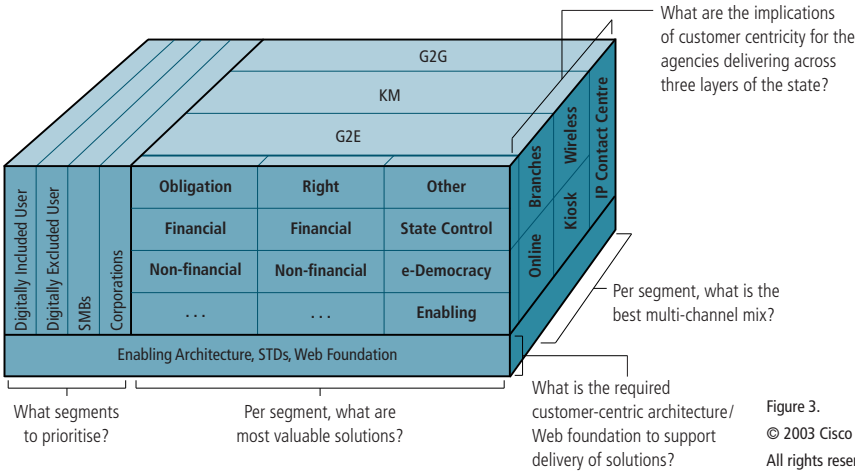 What are the implications
of customer centricity for the
agencies delivering across
three layers of the state?
G2G
KM
G2E
Digitally Included User
Digitally Excluded User
SMBs
Corporations
Obligation Right Other
Financial Financial State Control
Non-financial Non-financial e-Democracy
. . . . . . Enabling
Online
Branches
Kiosk
Wireless
IP Contact Centre
Enabling Architecture, STDs, Web Foundation
Per segment, what is the
best multi-channel mix?
What segments
to prioritise?
Per segment, what are
most valuable solutions?
What is the required
customer-centric architecture/
Web foundation to support
delivery of solutions?
Figure 3.
© 2003 Cisco
All rights reser